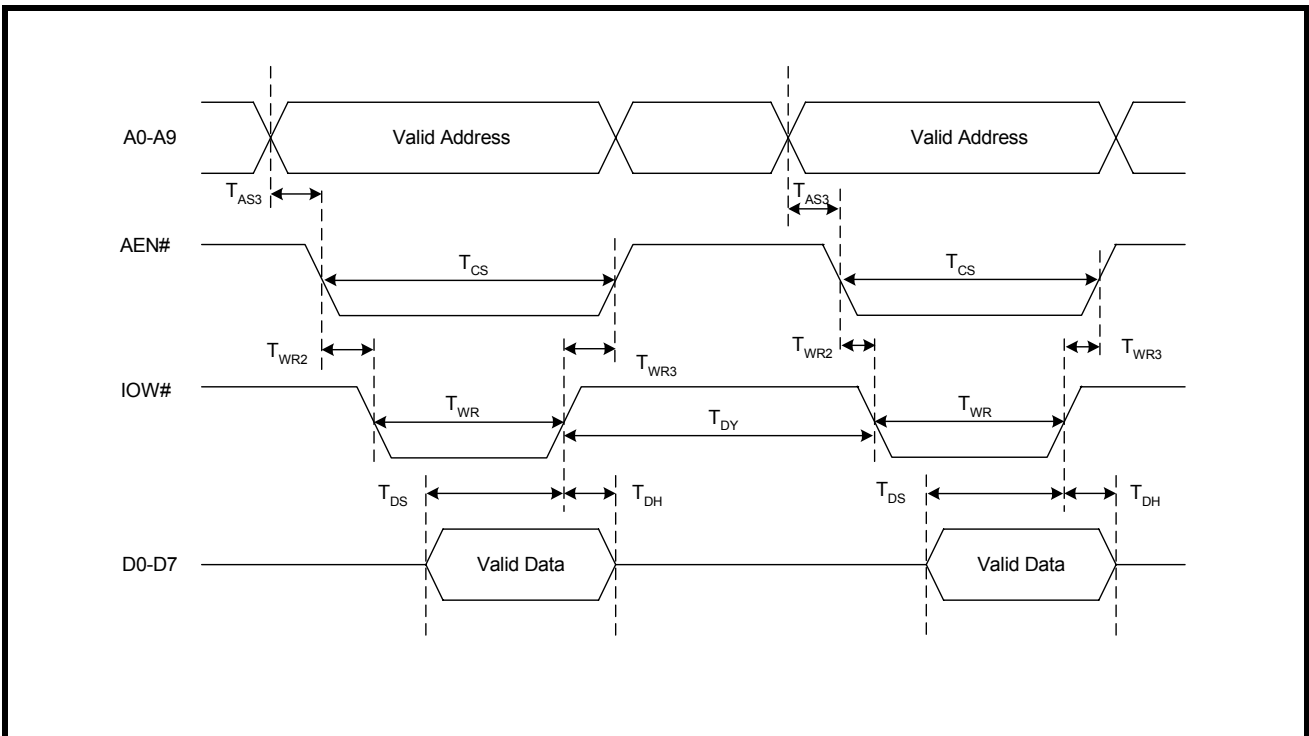 A0-A9
Valid Address
Valid Address
TAS3
TAS3
AEN#
TCS
TCS
TWR2
TWR3
TWR2
TWR3
IOW#
TWR
TDY
TWR
TDS
TDH
TDS
TDH
D0-D7
Valid Data
Valid Data